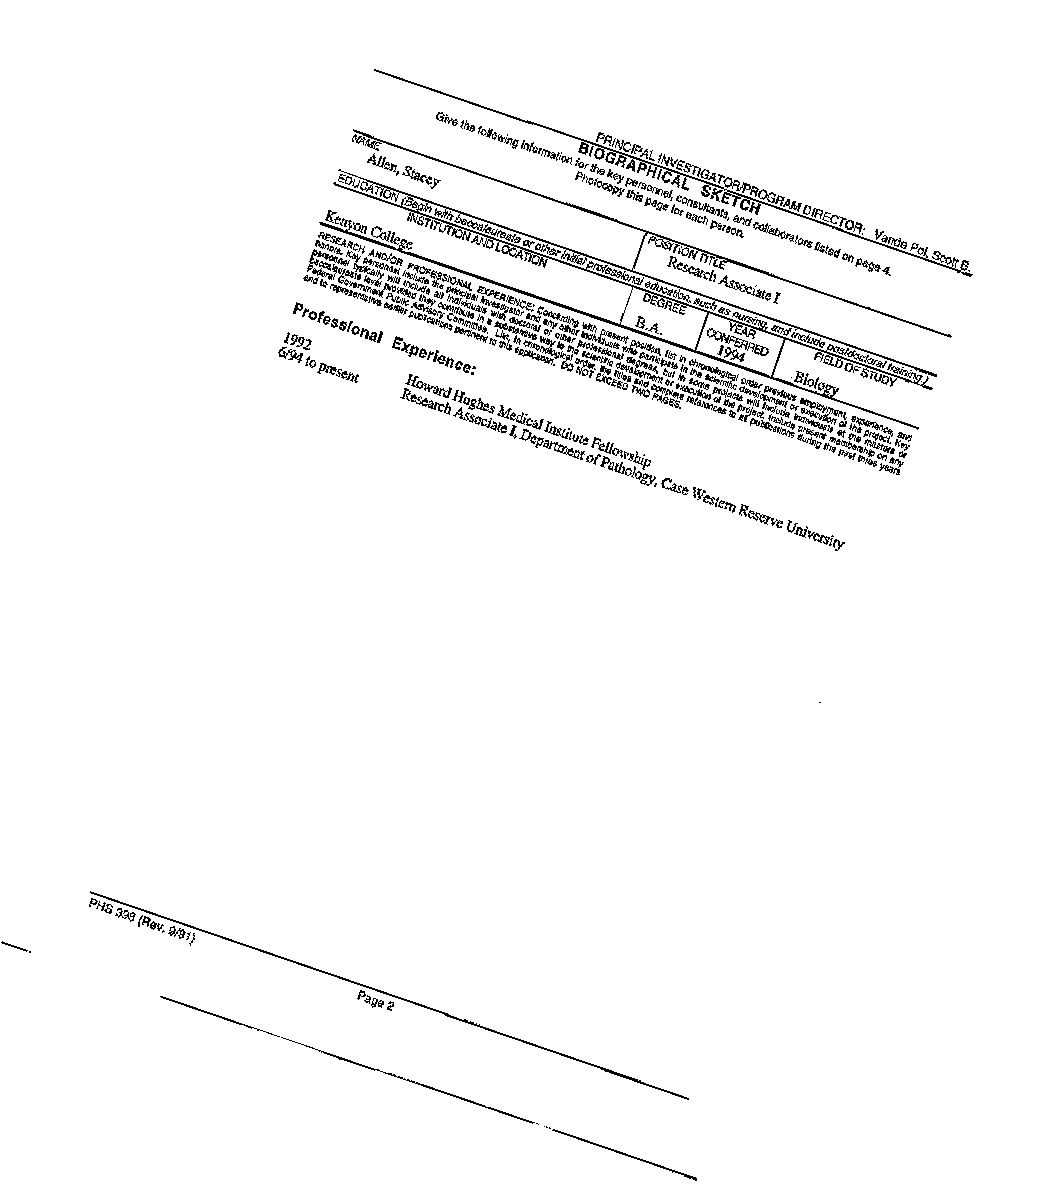 PRINCIPAL INVESTIGATOR/PROGRAM DIRECTOR: Vande Pol, Scott B.
BIOGRAPHICAL SKETCH
Give the following information for the key personnel, consultants, and collaborators listed on page 4.
Photocopy this page for each person.
NAME
Allen, Stacey
POSITION TITLE
Research Associate I
EDUCATION (Begin with baccalaureate or other initial professional education, such as nursing, and include postdoctoral training.)
INSTITUTION AND LOCATION
DEGREE
YEAR
CONFERRED
FIELD OF STUDY
Kenyon College
B.A.
1994
Biology
RESEARCH AND/OR PROFESSIONAL EXPERIENCE: Concluding with present position, list in chronological order previous employment, experience, and
honors. Key personnel include the principal investigator and any other individuals who participate in the scientific development or execution of the project. Key
personnel typically will include all individuals with doctoral or other professional degrees, but in some projects will include individuals at the masters or
baccalaureate level provided they contribute in a substantive way to the scientific development or execution of the project. Include present membership on any
Federal Government Public Advisory Committee. List, in chronological order, the titles and complete references to all publications during the past three years
and to representative earlier publications pertinent to this application. DO NOT EXCEED TWO PAGES.
Professional Experience:
1992
Howard Hughes Medical Institute Fellowship
6/94 to present
Research Associate I, Department of Pathology, Case Western Reserve University
PHS 398 (Rev. 9/91)
Page 2